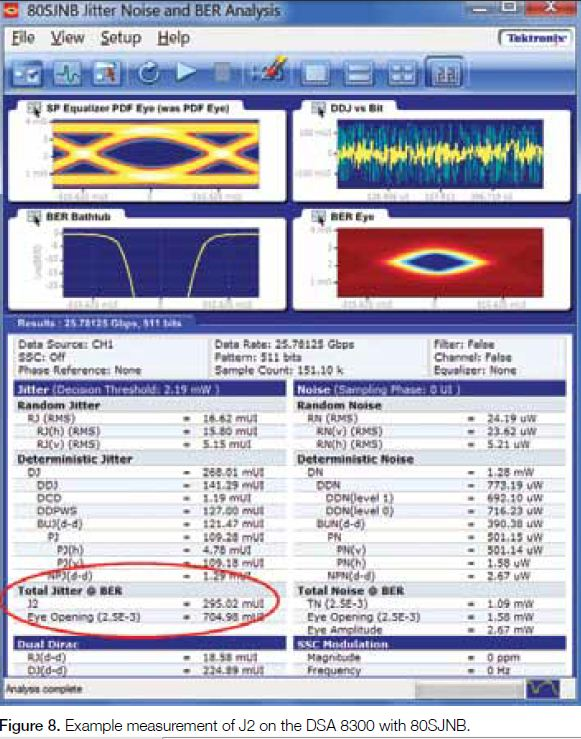 80SJNB Jitter Noise and BER Analysis
File View Setup Help
Tektronix
SP Equalizer PDF Eye (was PDF Eye)
DDJ vs Bit
BER Bathtub
BER Eye
Results : 25.78125 Gbps, 511 bits
Data Source: CH1
Data Rate: 25.78125 Gbps
Filter: False
SSC: Off
Pattern: 511 bits
Channel: False
Phase Reference: None
Sample Count: 151.10 k
Equalizer: None
Jitter (Decision Threshold: 2.19 mW )
Random Jitter
RJ (RMS) = 16.62 mUI
RJ(h) (RMS) = 15.80 mUI
RJ(v) (RMS) = 5.15 mUI
Deterministic Jitter
DJ = 268.01 mUI
DDJ = 141.29 mUI
DCD = 1.19 mUI
DDPWS = 127.00 mUI
BUJ(d-d) = 121.47 mUI
PJ = 109.28 mUI
PJ(h) = 4.78 mUI
PJ(v) = 109.18 mUI
NPJ(d-d) = 1.29 mUI
Total Jitter @ BER
J2 = 295.02 mUI
Eye Opening (2.5E-3) = 704.98 mUI
Dual Dirac
RJ(d-d) = 18.58 mUI
DJ(d-d) = 224.89 mUI
Noise (Sampling Phase: 0 UI )
Random Noise
RN (RMS) = 24.19 uW
RN(v) (RMS) = 23.62 uW
RN(h) (RMS) = 5.21 uW
Deterministic Noise
DN = 1.28 mW
DDN = 773.19 uW
DDN(level 1) = 692.10 uW
DDN(level 0) = 716.23 uW
BUN(d-d) = 390.38 uW
PN = 501.15 uW
PN(v) = 501.14 uW
PN(h) = 1.58 uW
NPN(d-d) = 2.67 uW
Total Noise @ BER
TN (2.5E-3) = 1.09 mW
Eye Opening (2.5E-3) = 1.58 mW
Eye Amplitude = 2.67 mW
SSC Modulation
Magnitude = 0 ppm
Frequency = 0 Hz
Analysis complete
Figure 8. Example measurement of J2 on the DSA 8300 with 80SJNB.